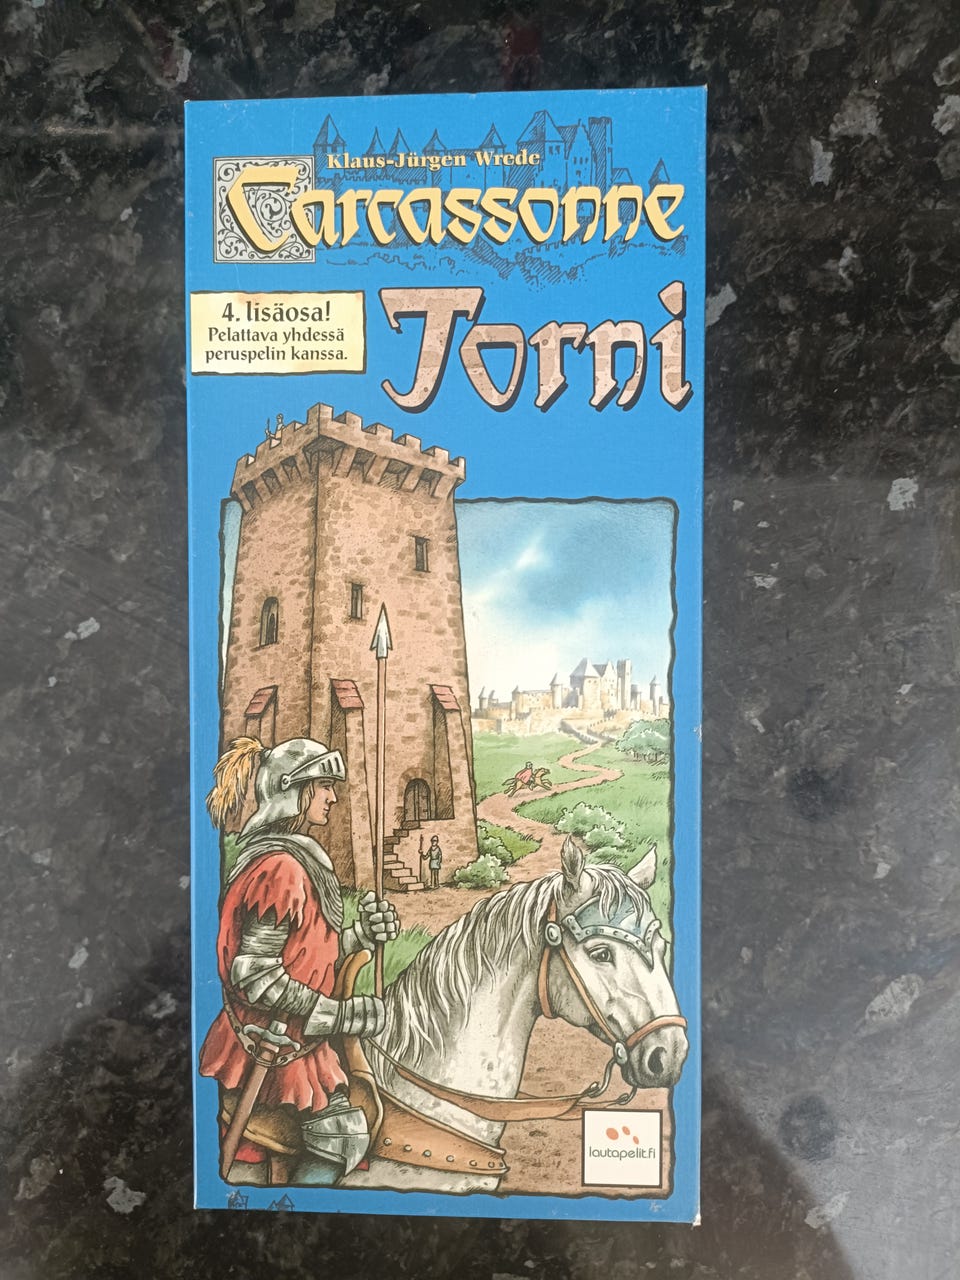 Klaus-Jürgen Wrede
Carcassonne
Torni
4. lisäosa!
Pelattava yhdessä
peruspelin kanssa.
lautapelit.fi